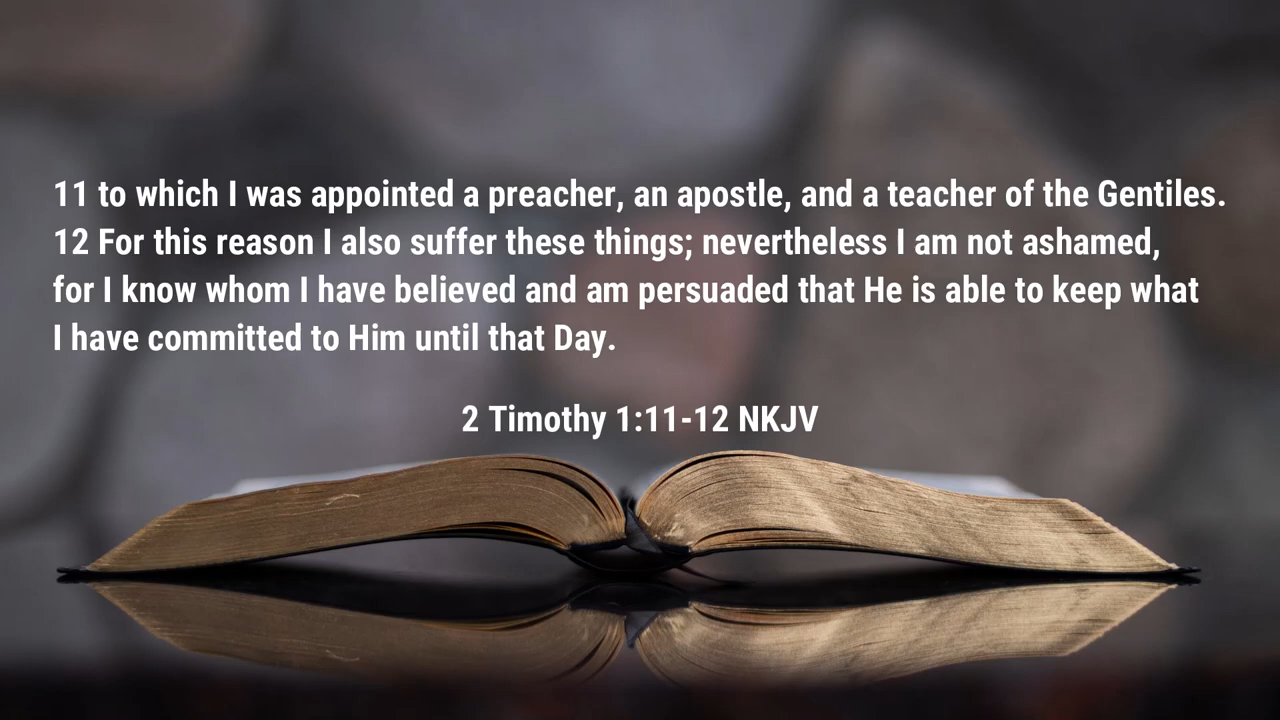 11 to which I was appointed a preacher, an apostle, and a teacher of the Gentiles.
12 For this reason I also suffer these things; nevertheless I am not ashamed,
for I know whom I have believed and am persuaded that He is able to keep what
I have committed to Him until that Day.
2 Timothy 1:11-12 NKJV